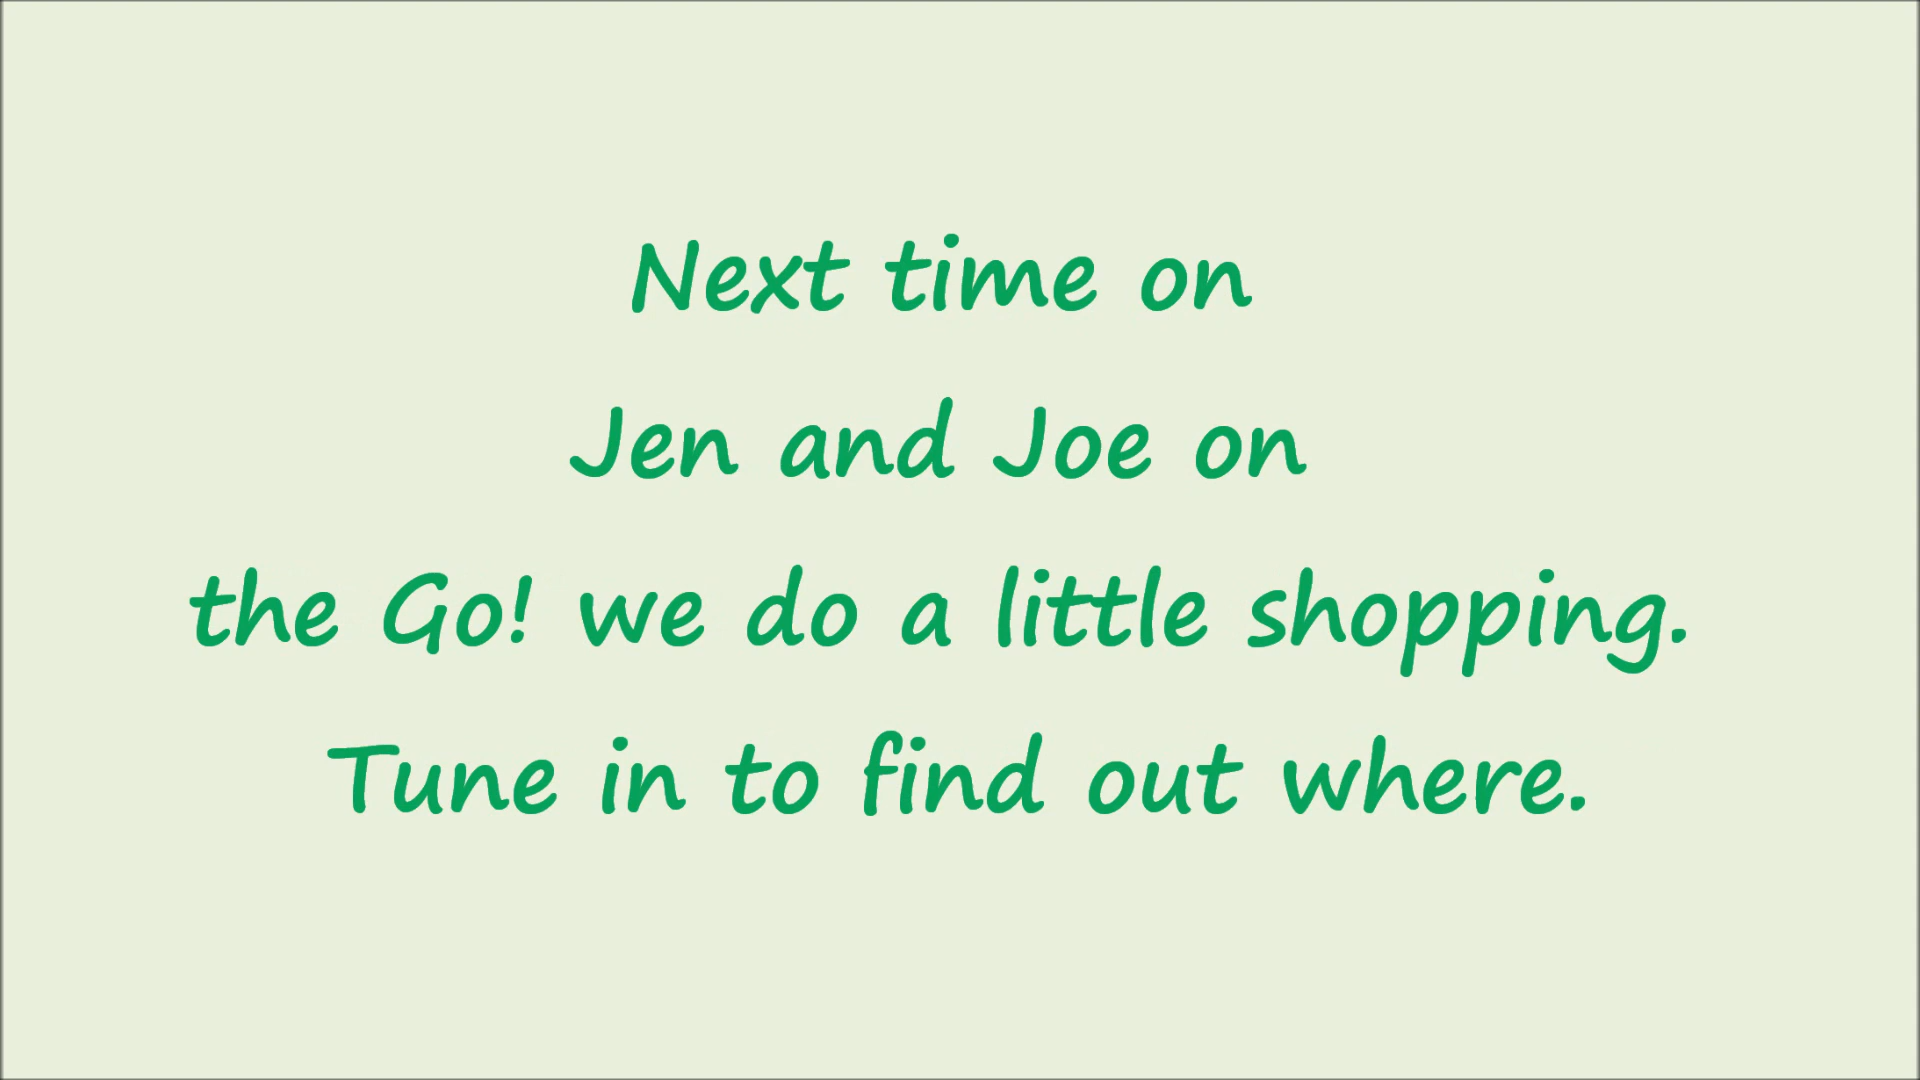 Next time on
Jen and Joe on
the Go! we do a little shopping.
Tune in to find out where.